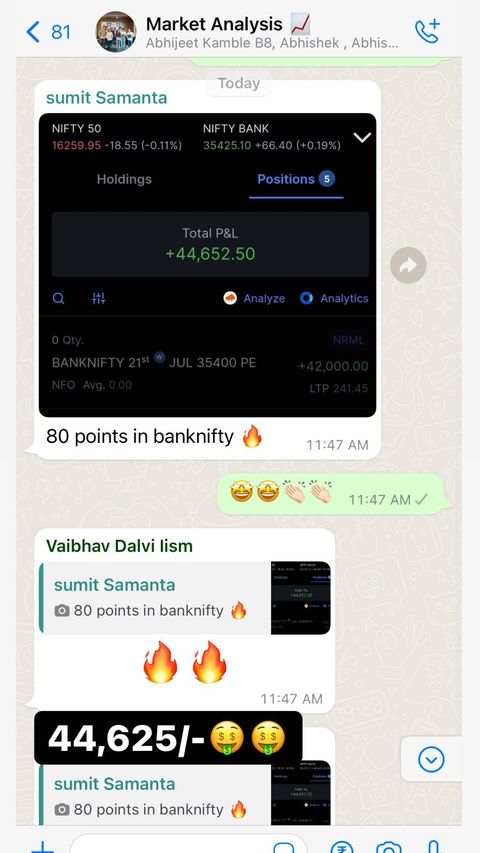 81
Market Analysis 📈
Abhijeet Kamble B8, Abhishek , Abhis...
Today
sumit Samanta
NIFTY 50
NIFTY BANK
16259.95 -18.55 (-0.11%)
35425.10 +66.40 (+0.19%)
Holdings
Positions 5
Total P&L
+44,652.50
Analyze
Analytics
0 Qty.
NRML
BANKNIFTY 21st W JUL 35400 PE
+42,000.00
NFO Avg. 0.00
LTP 241.45
80 points in banknifty 🔥
11:47 AM
🤩🤩👏🏻👏🏻
11:47 AM
Vaibhav Dalvi lism
sumit Samanta
80 points in banknifty 🔥
🔥🔥
11:47 AM
44,625/-🤑🤑
sumit Samanta
80 points in banknifty 🔥